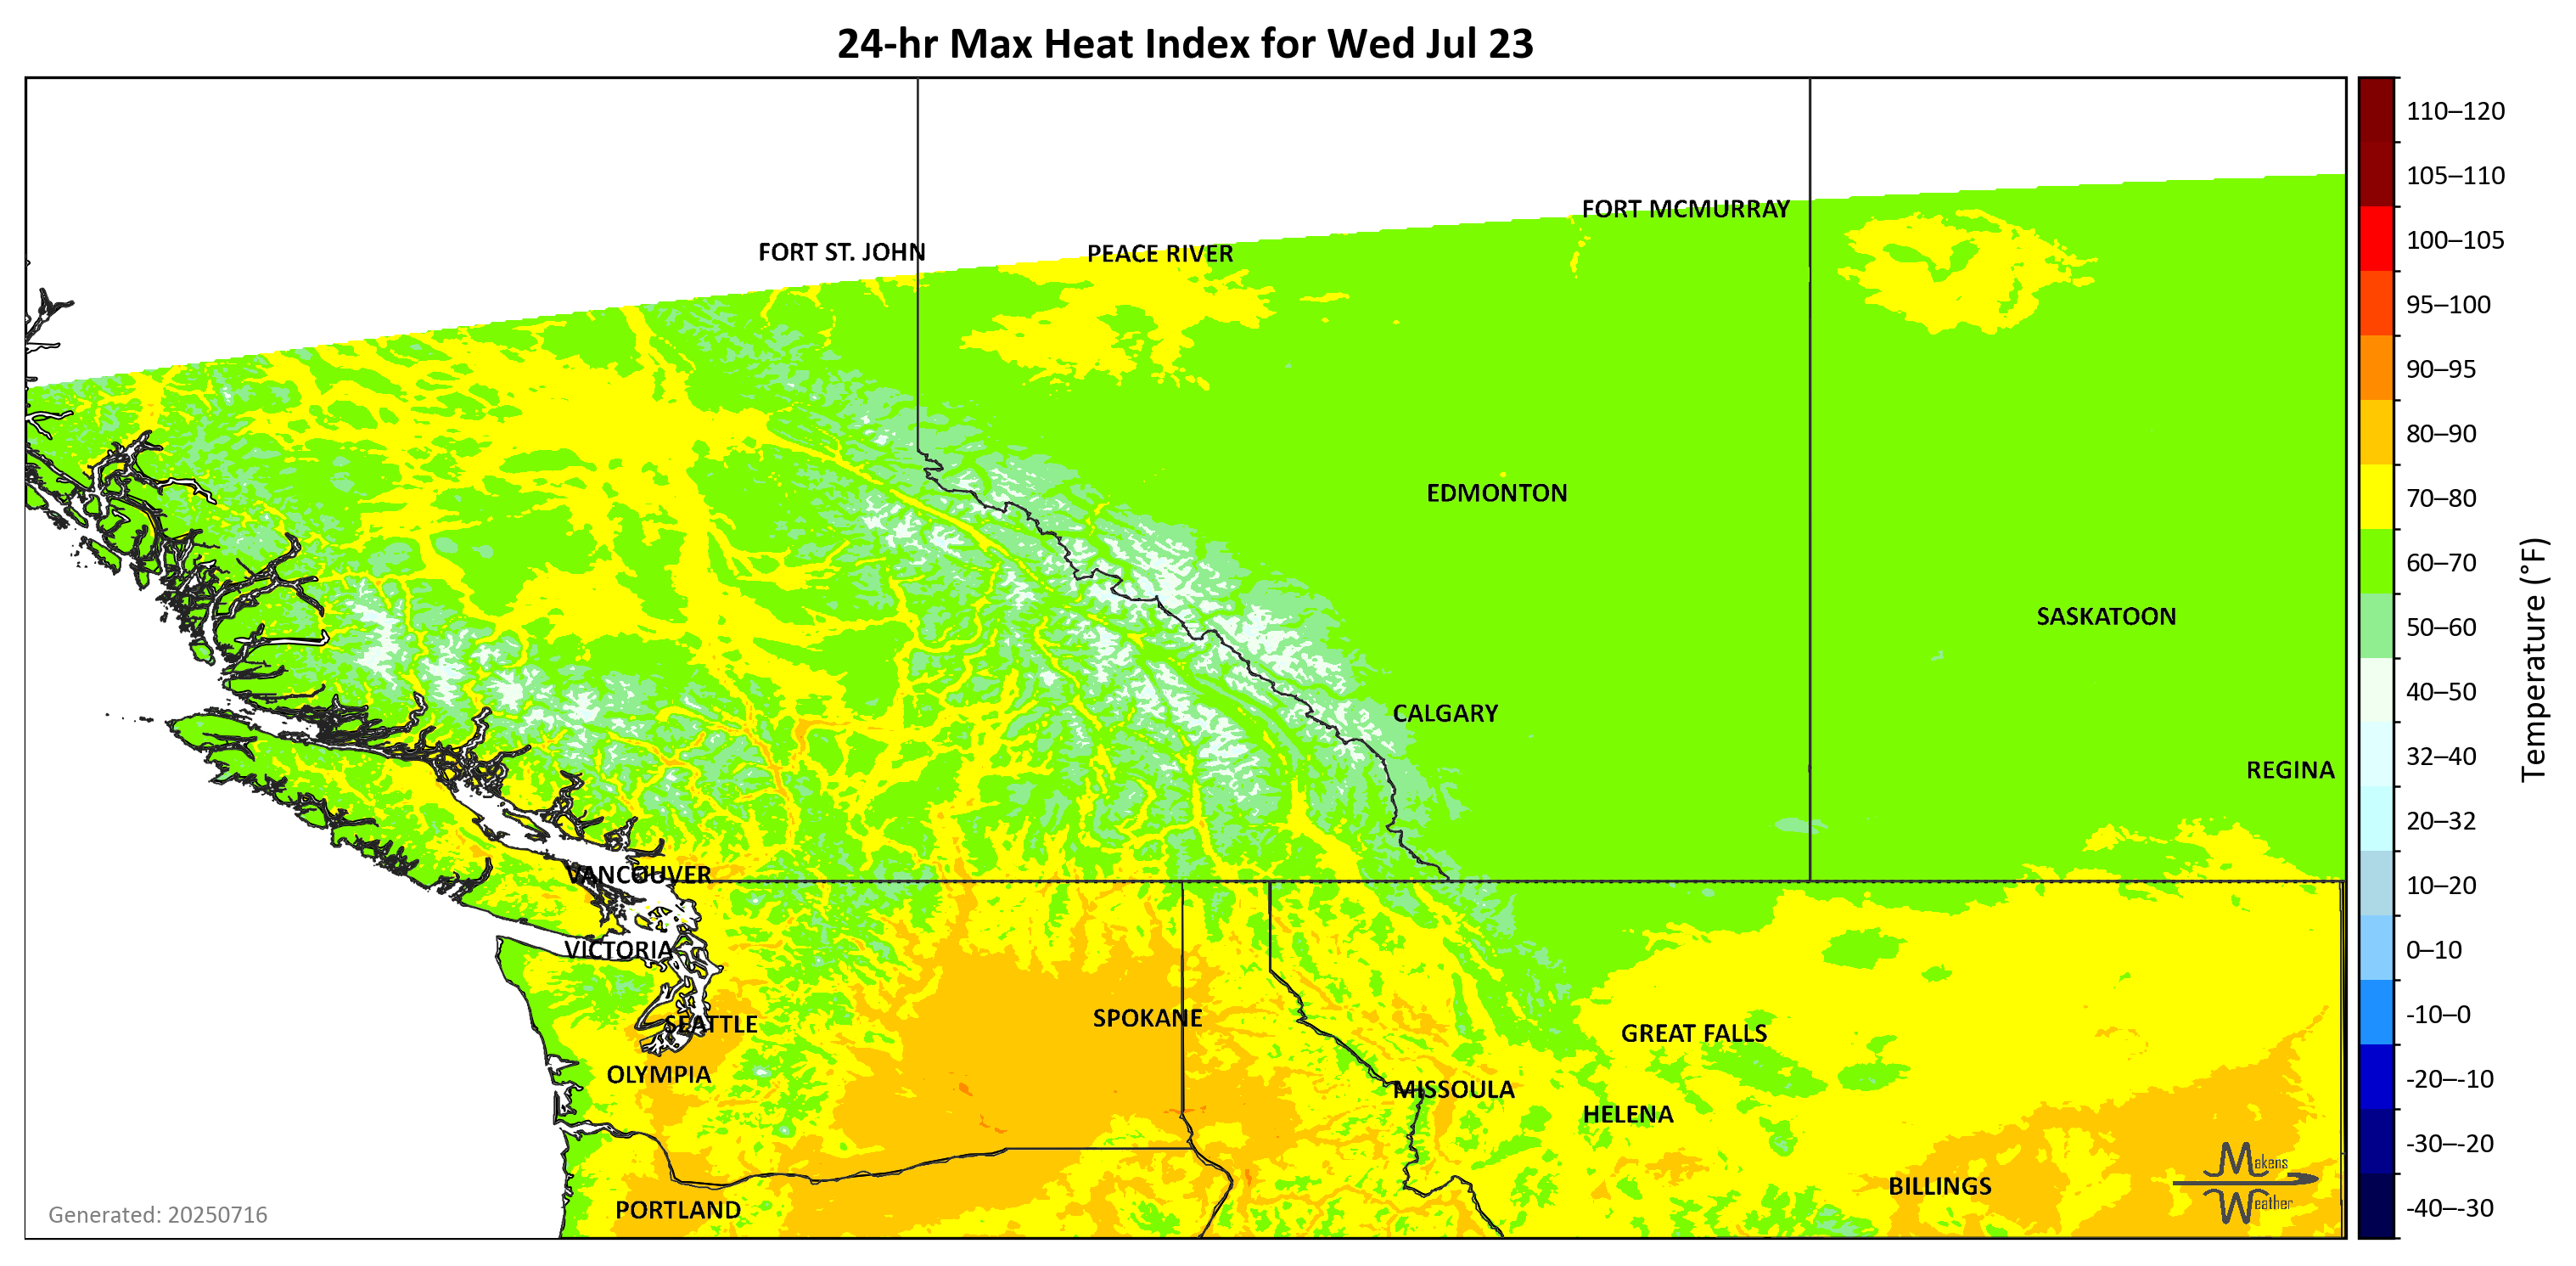 24-hr Max Heat Index for Wed Jul 23
110–120
105–110
100–105
95–100
90–95
80–90
70–80
60–70
50–60
40–50
32–40
20–32
10–20
0–10
-10–0
-20–-10
-30–-20
-40–-30
Temperature (°F)
FORT MCMURRAY
FORT ST. JOHN
PEACE RIVER
EDMONTON
SASKATOON
CALGARY
REGINA
VANCOUVER
VICTORIA
SPOKANE
SEATTLE
GREAT FALLS
OLYMPIA
MISSOULA
HELENA
BILLINGS
PORTLAND
Makens
Weather
Generated: 20250716